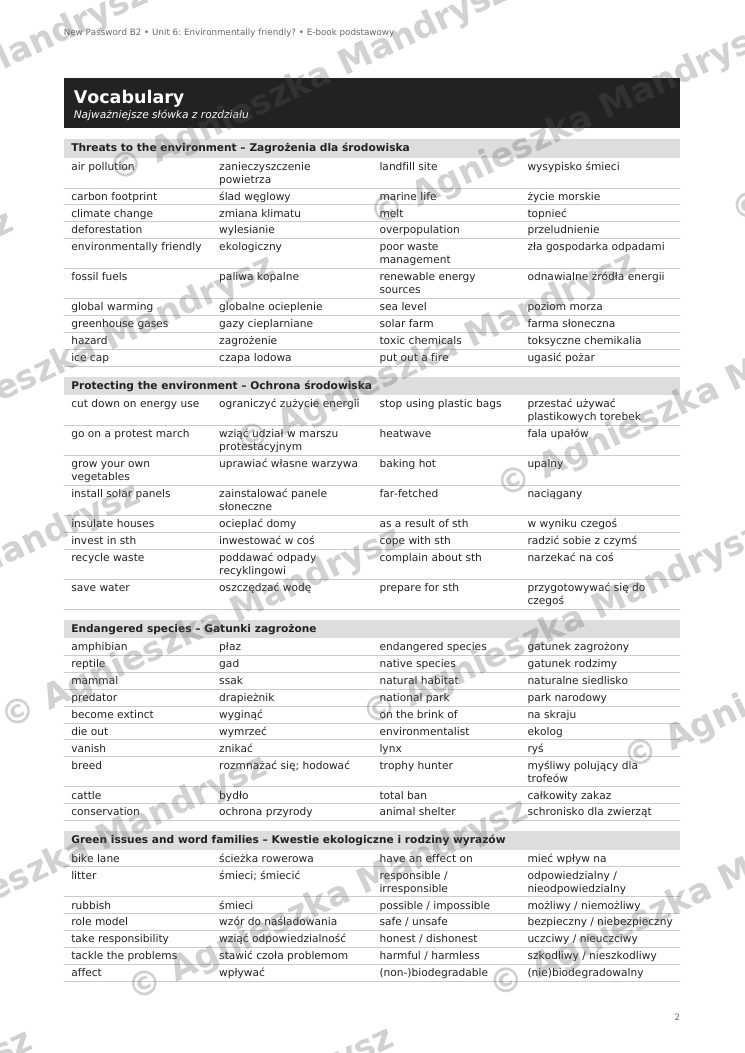 New Password B2 • Unit 6: Environmentally friendly? • E-book podstawowy
Vocabulary
Najważniejsze słówka z rozdziału
Threats to the environment – Zagrożenia dla środowiska
air pollution zanieczyszczenie powietrza landfill site wysypisko śmieci
carbon footprint ślad węglowy marine life życie morskie
climate change zmiana klimatu melt topnieć
deforestation wylesianie overpopulation przeludnienie
environmentally friendly ekologiczny poor waste management zła gospodarka odpadami
fossil fuels paliwa kopalne renewable energy sources odnawialne źródła energii
global warming globalne ocieplenie sea level poziom morza
greenhouse gases gazy cieplarniane solar farm farma słoneczna
hazard zagrożenie toxic chemicals toksyczne chemikalia
ice cap czapa lodowa put out a fire ugasić pożar
Protecting the environment – Ochrona środowiska
cut down on energy use ograniczyć zużycie energii stop using plastic bags przestać używać plastikowych torebek
go on a protest march wziąć udział w marszu protestacyjnym heatwave fala upałów
grow your own vegetables uprawiać własne warzywa baking hot upalny
install solar panels zainstalować panele słoneczne far-fetched naciągany
insulate houses ocieplać domy as a result of sth w wyniku czegoś
invest in sth inwestować w coś cope with sth radzić sobie z czymś
recycle waste poddawać odpady recyklingowi complain about sth narzekać na coś
save water oszczędzać wodę prepare for sth przygotowywać się do czegoś
Endangered species – Gatunki zagrożone
amphibian płaz endangered species gatunek zagrożony
reptile gad native species gatunek rodzimy
mammal ssak natural habitat naturalne siedlisko
predator drapieżnik national park park narodowy
become extinct wyginąć on the brink of na skraju
die out wymrzeć environmentalist ekolog
vanish znikać lynx ryś
breed rozmnażać się; hodować trophy hunter myśliwy polujący dla trofeów
cattle bydło total ban całkowity zakaz
conservation ochrona przyrody animal shelter schronisko dla zwierząt
Green issues and word families – Kwestie ekologiczne i rodziny wyrazów
bike lane ścieżka rowerowa have an effect on mieć wpływ na
litter śmieci; śmiecić responsible / irresponsible odpowiedzialny / nieodpowiedzialny
rubbish śmieci possible / impossible możliwy / niemożliwy
role model wzór do naśladowania safe / unsafe bezpieczny / niebezpieczny
take responsibility wziąć odpowiedzialność honest / dishonest uczciwy / nieuczciwy
tackle the problems stawić czoła problemom harmful / harmless szkodliwy / nieszkodliwy
affect wpływać (non-)biodegradable (nie)biodegradowalny
2
© Agnieszka Mandrysz